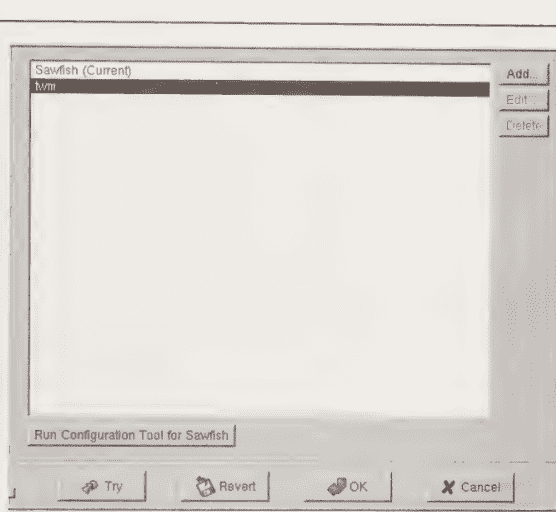 Sawfish (Current)
twm
Add...
Edit...
Delete
Run Configuration Tool for Sawfish
Try
Revert
OK
Cancel